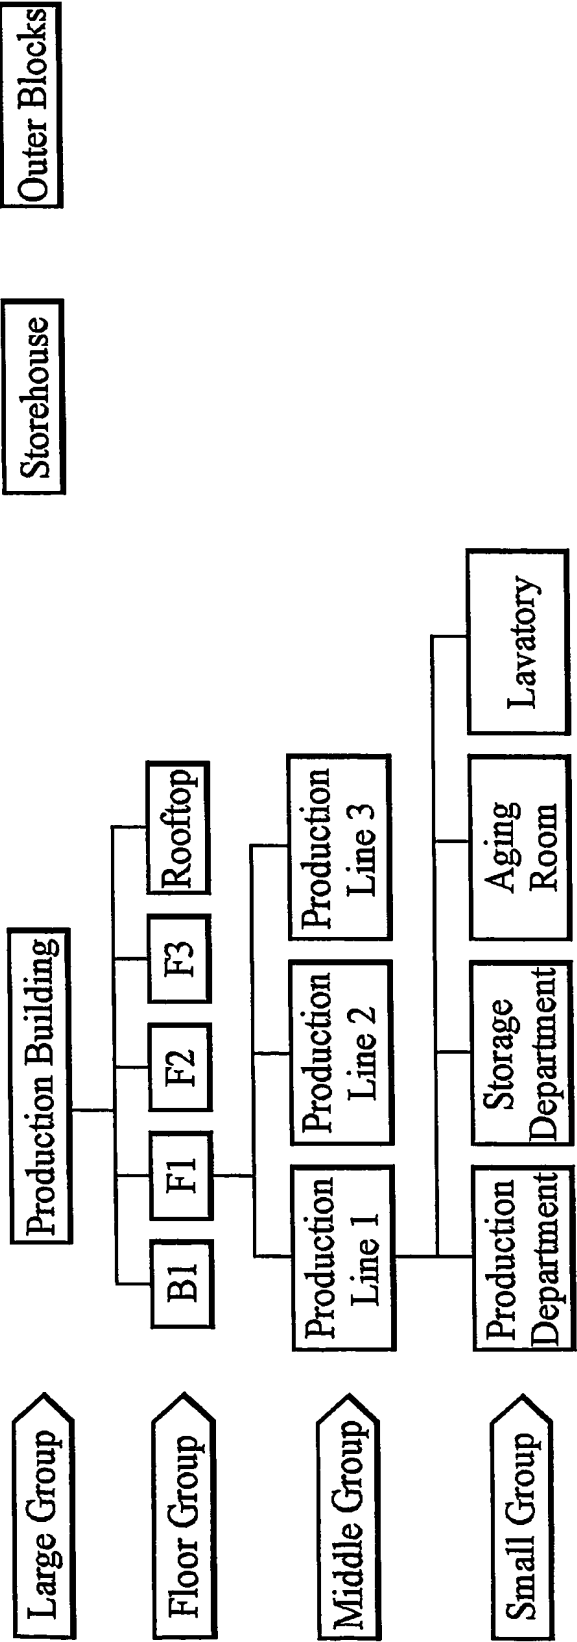 Large Group
Production Building
Storehouse
Outer Blocks
Floor Group
B1
F1
F2
F3
Rooftop
Middle Group
Production
Line 1
Production
Line 2
Production
Line 3
Small Group
Production
Department
Storage
Department
Aging
Room
Lavatory